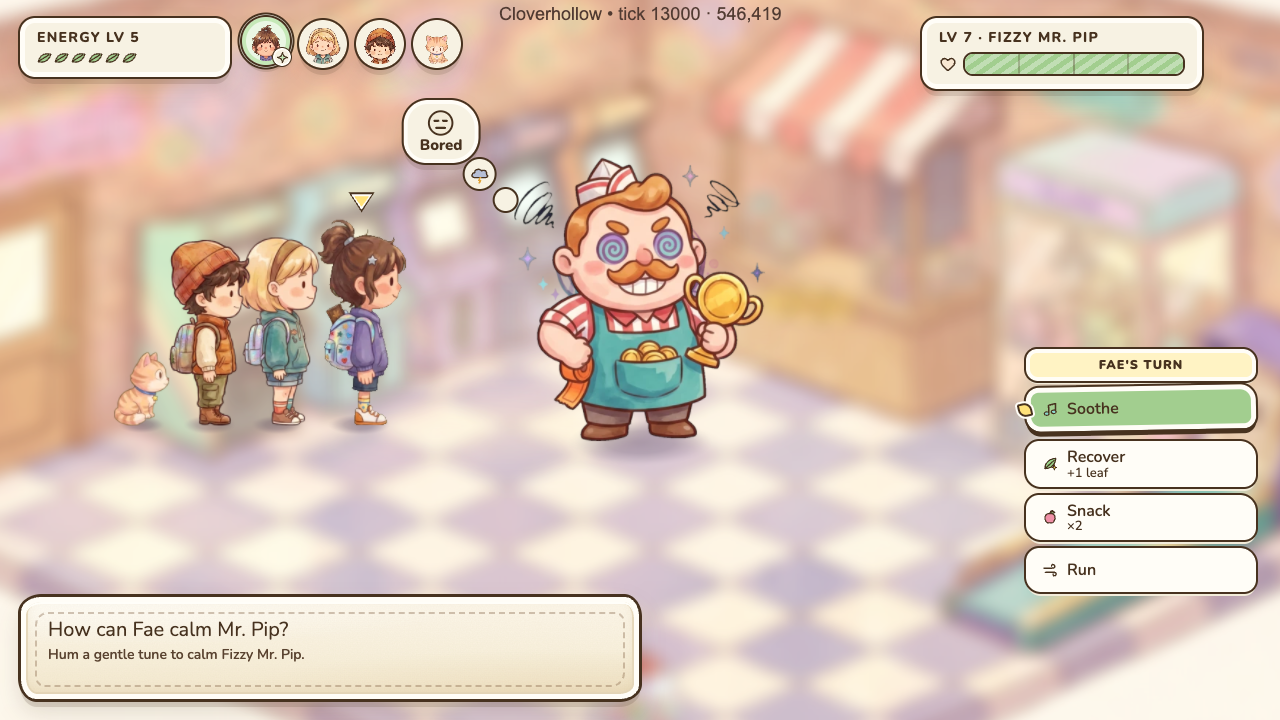 Cloverhollow • tick 13000 · 546,419
ENERGY LV 5
LV 7 · FIZZY MR. PIP
Bored
FAE'S TURN
Soothe
Recover
+1 leaf
Snack
×2
Run
How can Fae calm Mr. Pip?
Hum a gentle tune to calm Fizzy Mr. Pip.